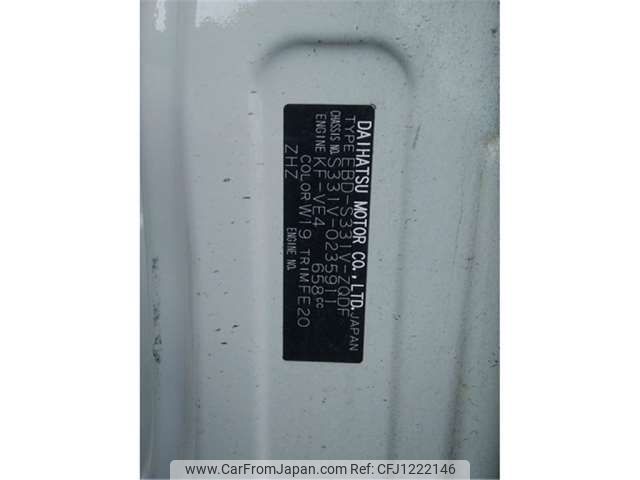 DAIHATSU MOTOR CO.,LTD. JAPAN
TYPE EBD-S331V-ZQDF
CHASSIS NO. S331V-0235911
ENGINE KF-VE4 658cc
COLOR W19 TRIM FE20
ZHZ ENGINE NO.
www.CarFromJapan.com - CFJ1222146